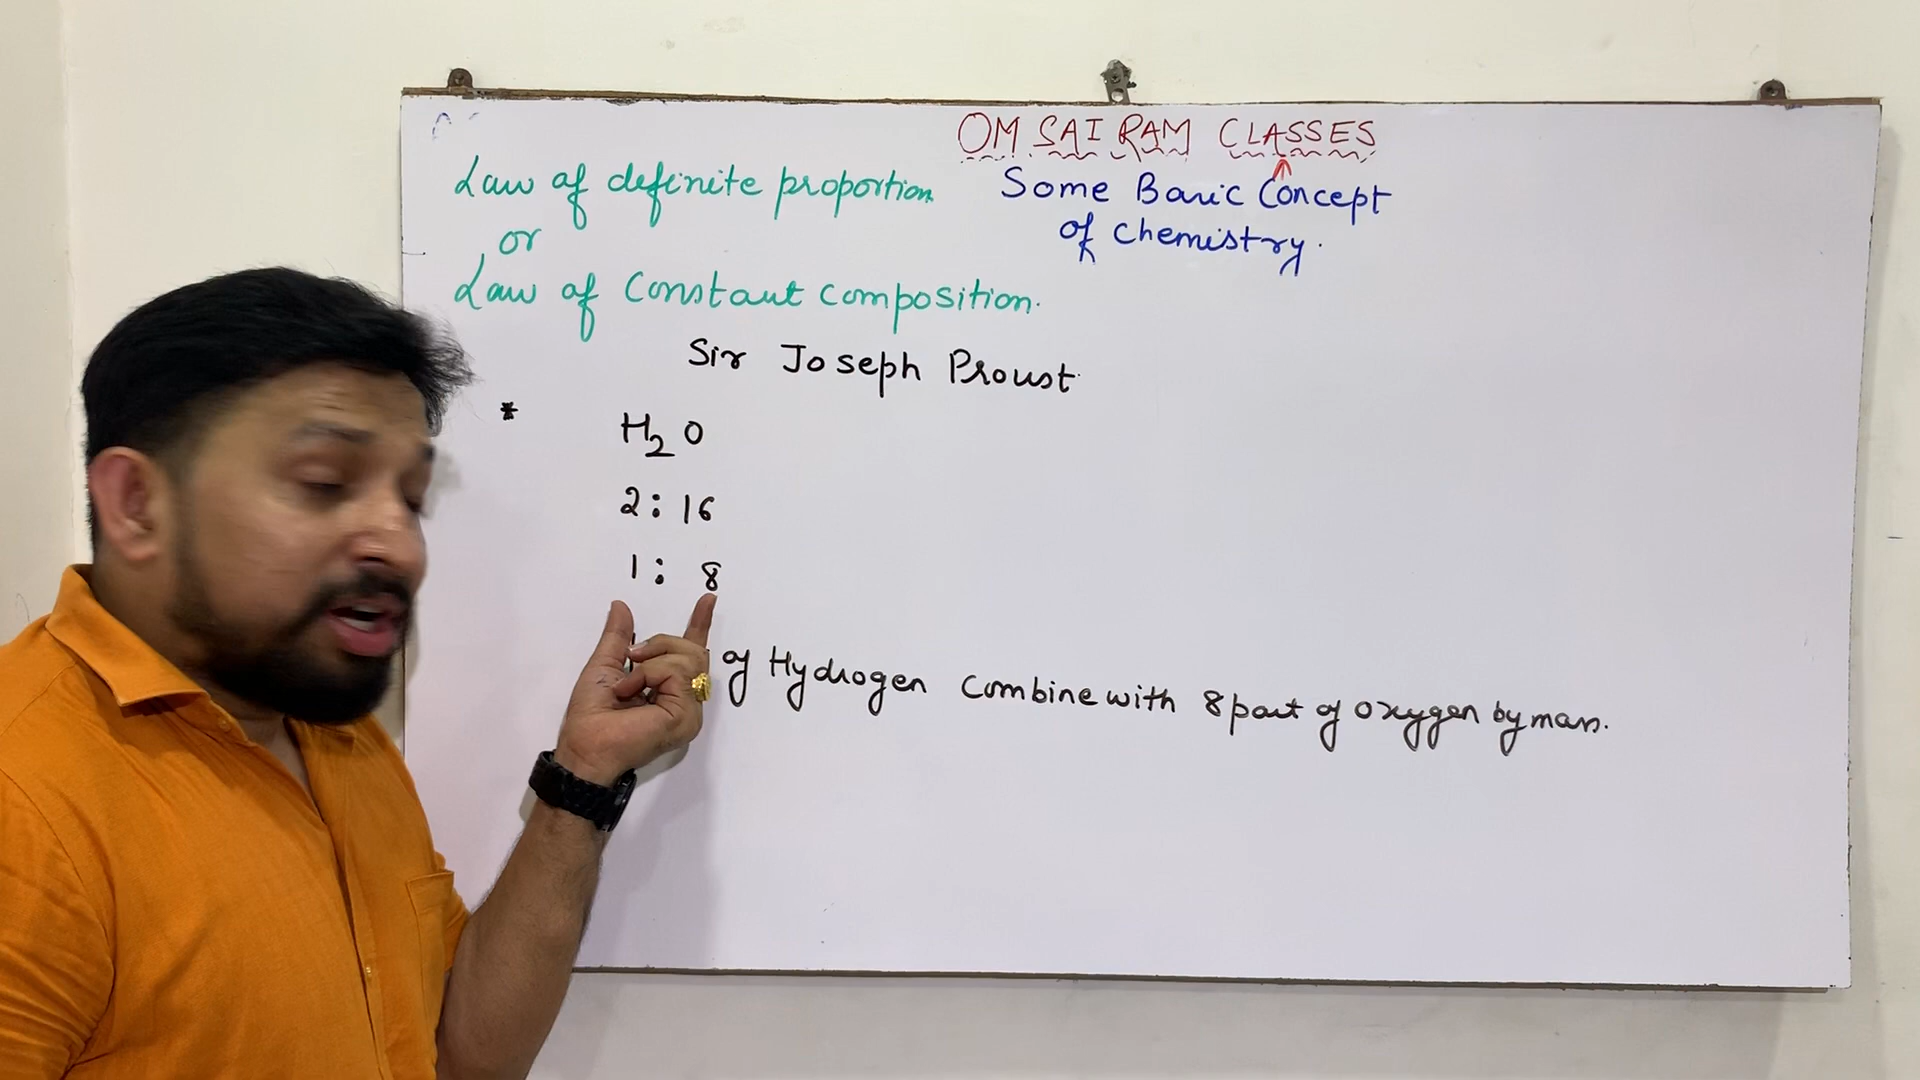 OM SAI RAM CLASSES
Law of definite proportion
or
Law of Constant composition.
Some Basic Concept
of Chemistry.
Sir Joseph Proust
*
H₂O
2 : 16
1 : 8
of Hydrogen Combine with 8 part of oxygen by mass.